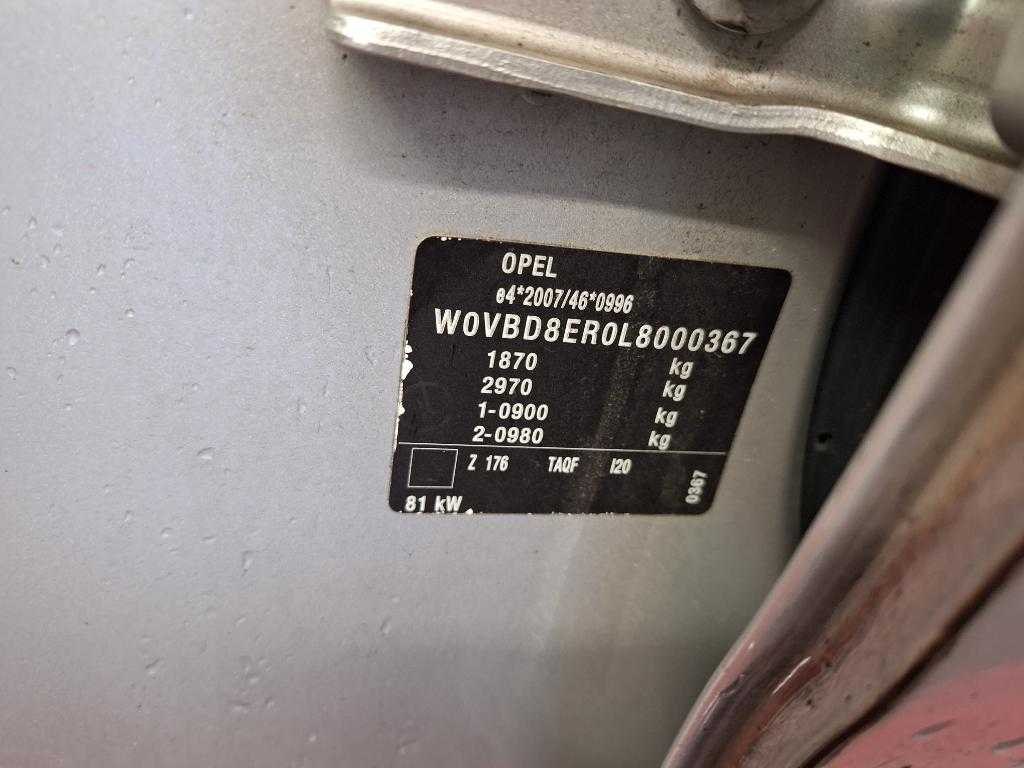 OPEL
e4*2007/46*0996
W0VBD8ER0L8000367
1870 kg
2970 kg
1-0900 kg
2-0980 kg
Z 176 TAQF I20
0367
81 kW